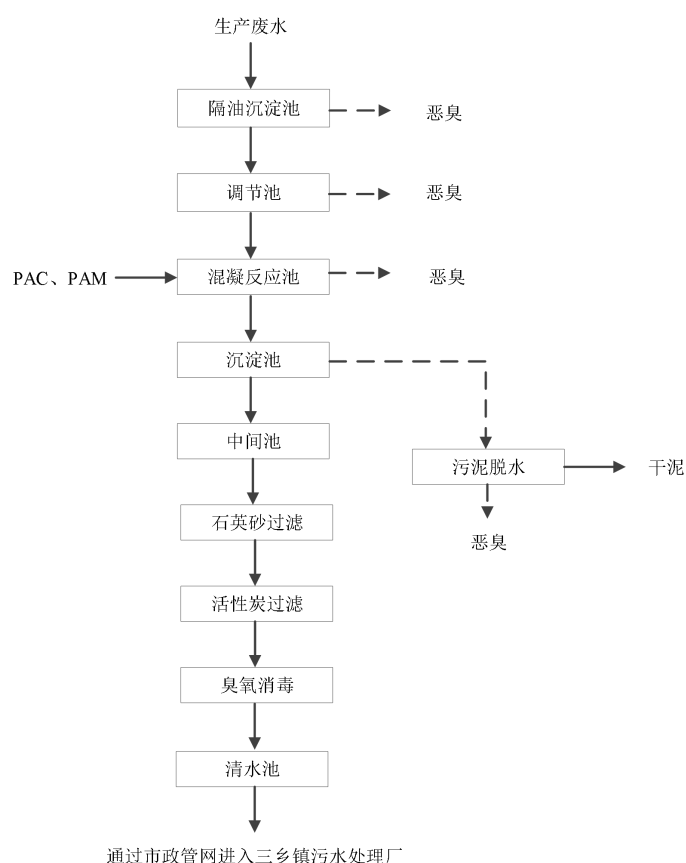 生产废水
隔油沉淀池
恶臭
调节池
恶臭
PAC、PAM
混凝反应池
恶臭
沉淀池
中间池
污泥脱水
干泥
石英砂过滤
恶臭
活性炭过滤
臭氧消毒
清水池
通过市政管网进入三乡镇污水处理厂